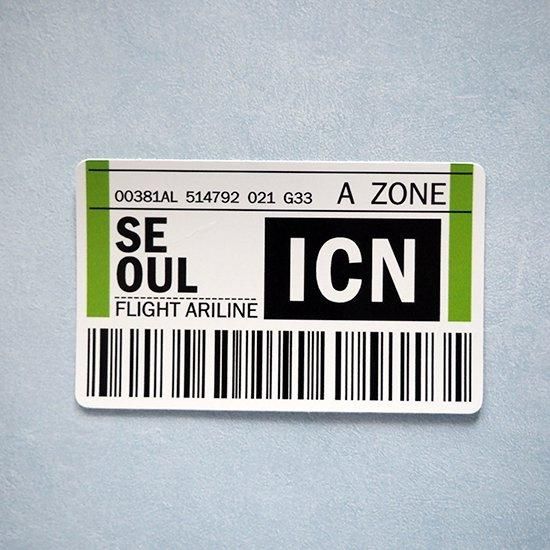 00381AL 514792 021 G33 A ZONE
SE
OUL
ICN
FLIGHT ARILINE